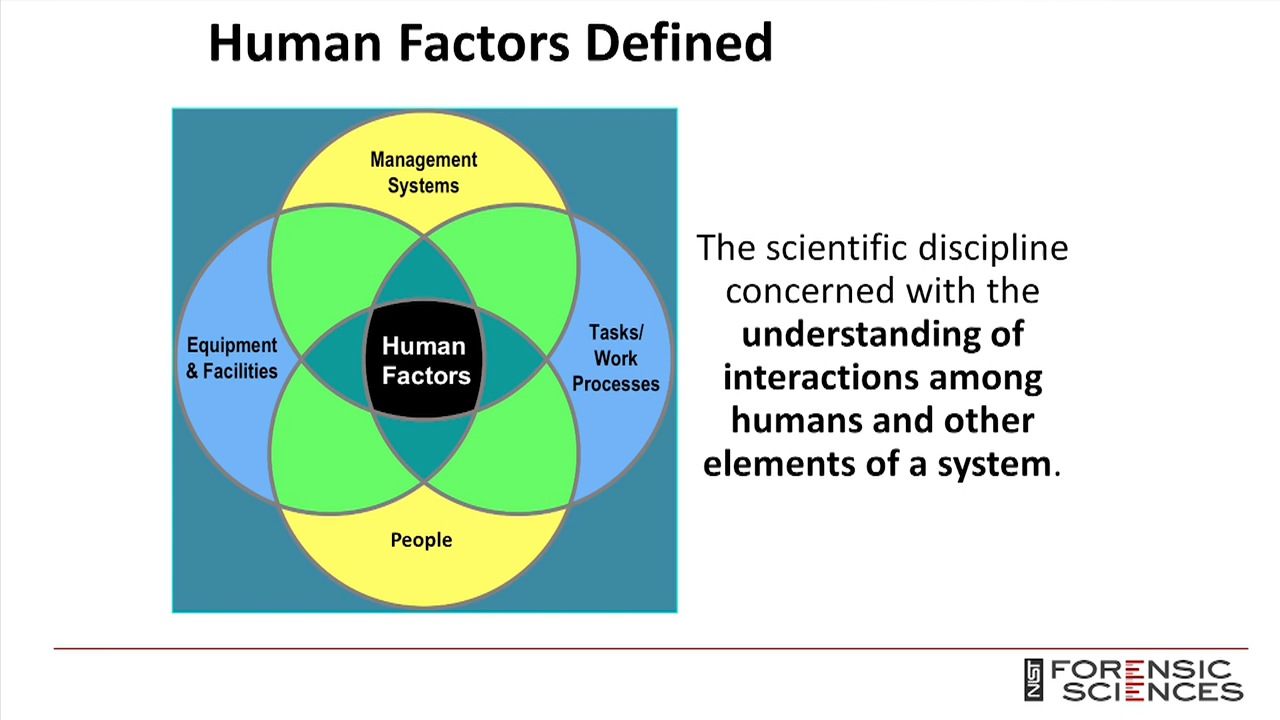 Human Factors Defined
Management
Systems
Equipment
& Facilities
Human
Factors
Tasks/
Work
Processes
People
The scientific discipline
concerned with the
understanding of
interactions among
humans and other
elements of a system.
NIST
FORENSIC
SCIENCES